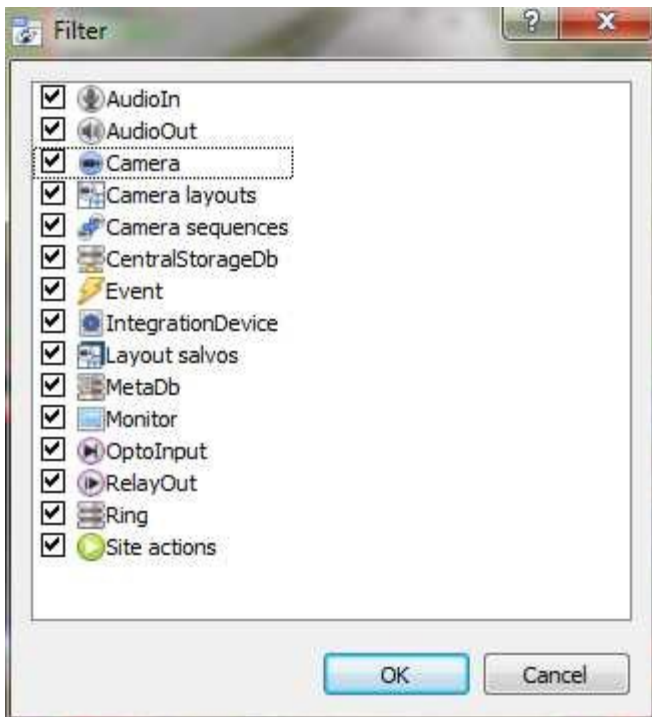 Filter
?
X
AudioIn
AudioOut
Camera
Camera layouts
Camera sequences
CentralStorageDb
Event
IntegrationDevice
Layout salvos
MetaDb
Monitor
OptoInput
RelayOut
Ring
Site actions
OK
Cancel